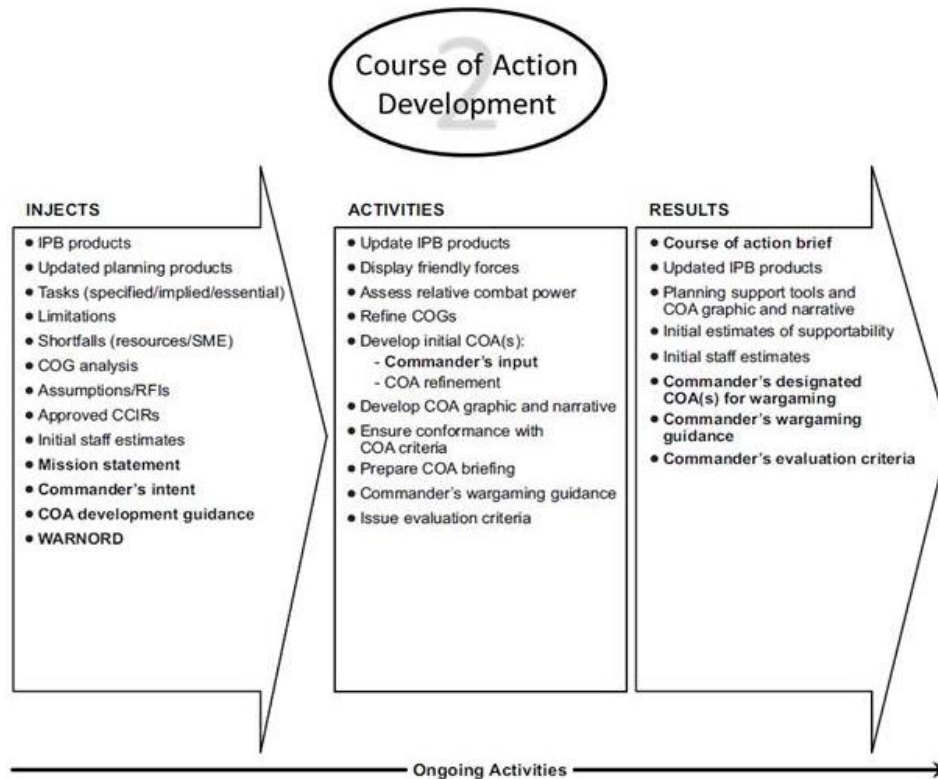 2
Course of Action
Development
INJECTS
• IPB products
• Updated planning products
• Tasks (specified/implied/essential)
• Limitations
• Shortfalls (resources/SME)
• COG analysis
• Assumptions/RFIs
• Approved CCIRs
• Initial staff estimates
• Mission statement
• Commander's intent
• COA development guidance
• WARNORD
ACTIVITIES
• Update IPB products
• Display friendly forces
• Assess relative combat power
• Refine COGs
• Develop initial COA(s):
- Commander's input
- COA refinement
• Develop COA graphic and narrative
• Ensure conformance with
COA criteria
• Prepare COA briefing
• Commander's wargaming guidance
• Issue evaluation criteria
RESULTS
• Course of action brief
• Updated IPB products
• Planning support tools and
COA graphic and narrative
• Initial estimates of supportability
• Initial staff estimates
• Commander's designated
COA(s) for wargaming
• Commander's wargaming
guidance
• Commander's evaluation criteria
Ongoing Activities